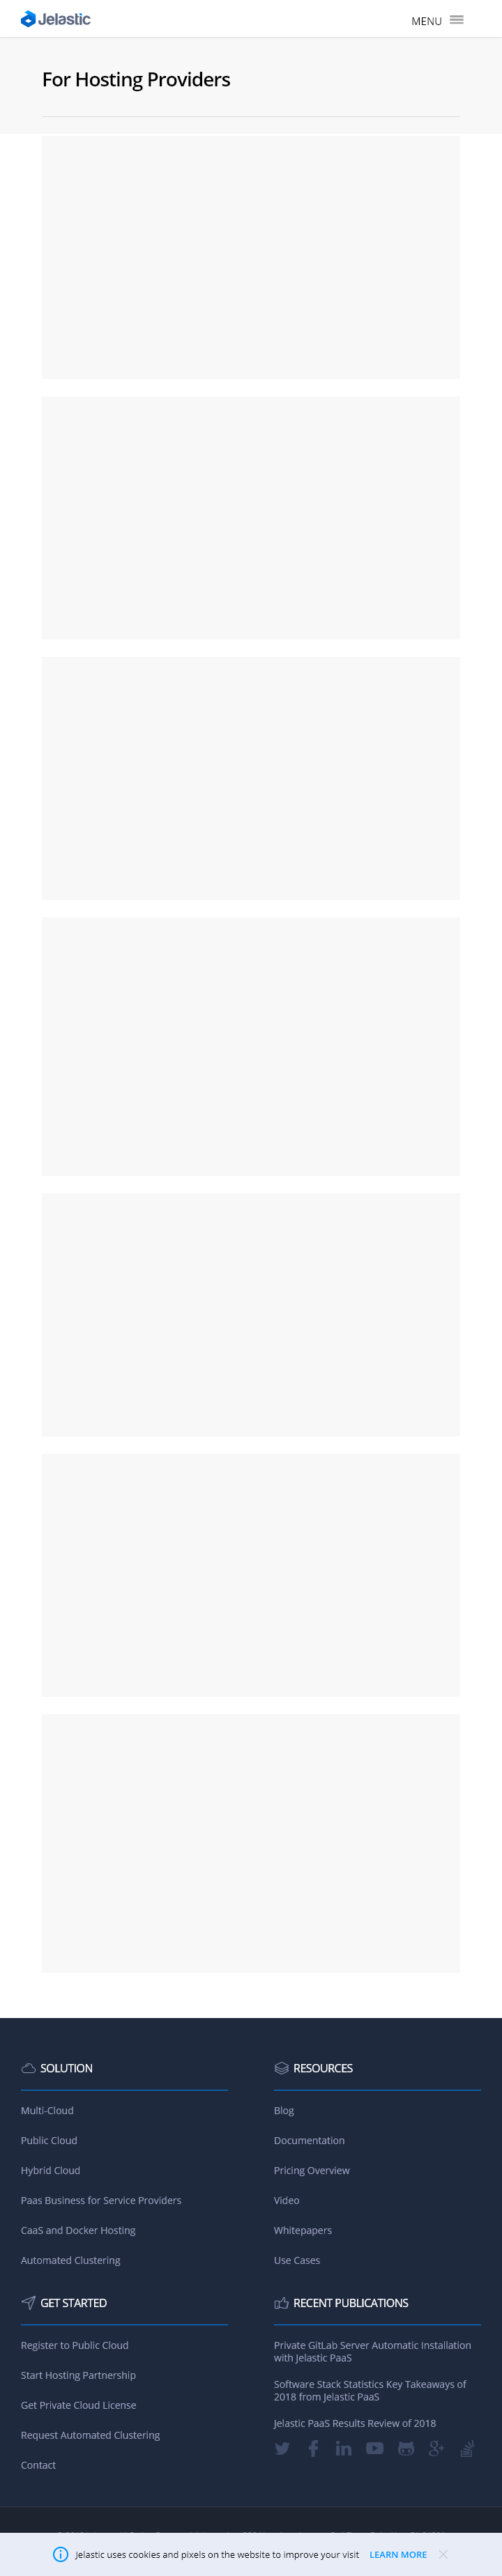 Jelastic
MENU
For Hosting Providers
SOLUTION
Multi-Cloud
Public Cloud
Hybrid Cloud
Paas Business for Service Providers
CaaS and Docker Hosting
Automated Clustering
RESOURCES
Blog
Documentation
Pricing Overview
Video
Whitepapers
Use Cases
GET STARTED
Register to Public Cloud
Start Hosting Partnership
Get Private Cloud License
Request Automated Clustering
Contact
RECENT PUBLICATIONS
Private GitLab Server Automatic Installation
with Jelastic PaaS
Software Stack Statistics Key Takeaways of
2018 from Jelastic PaaS
Jelastic PaaS Results Review of 2018
Jelastic uses cookies and pixels on the website to improve your visit LEARN MORE